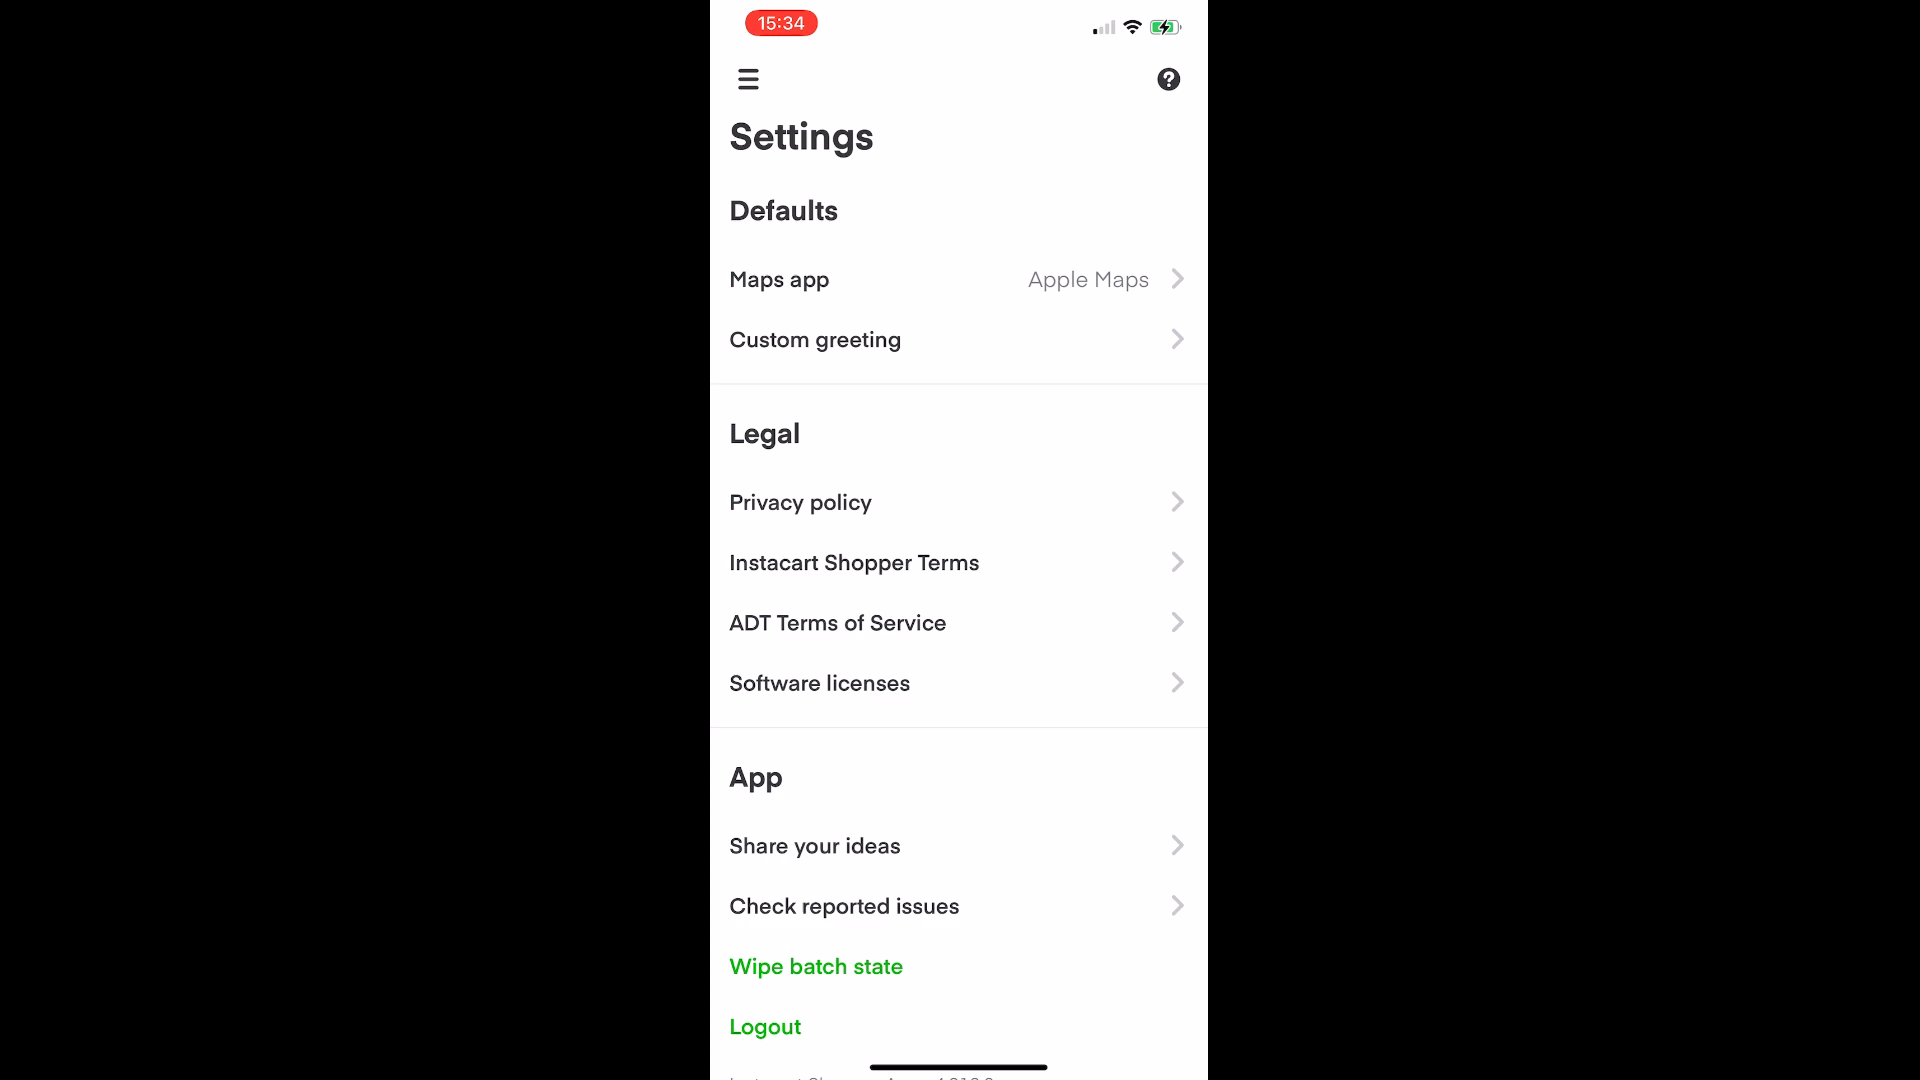 15:34
Settings
Defaults
Maps app Apple Maps
Custom greeting
Legal
Privacy policy
Instacart Shopper Terms
ADT Terms of Service
Software licenses
App
Share your ideas
Check reported issues
Wipe batch state
Logout